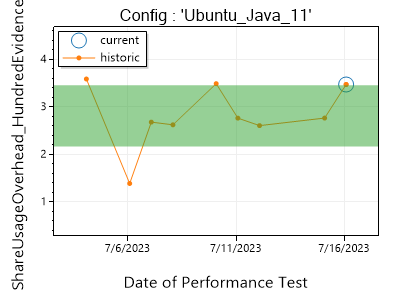 Config : 'Ubuntu_Java_11'
current
historic
ShareUsageOverhead_HundredEvidence
4
3
2
1
7/6/2023
7/11/2023
7/16/2023
Date of Performance Test